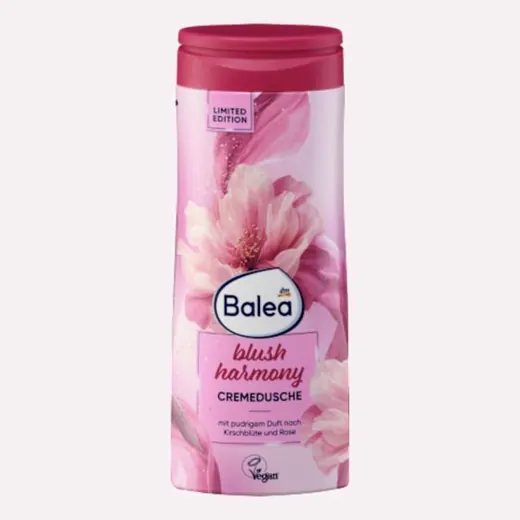 LIMITED
EDITION
dm
Balea
blush
harmony
CREMEDUSCHE
mit pudrigem Duft nach
Kirschblüte und Rose
Vegan